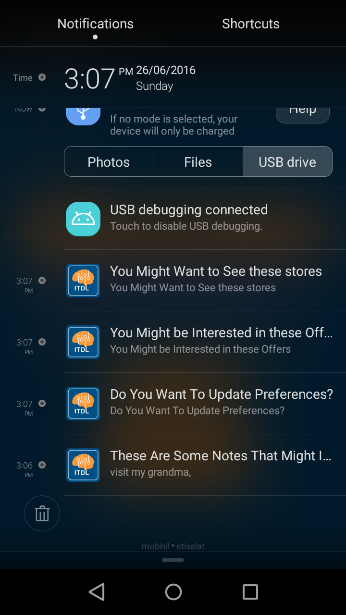 Notifications
Shortcuts
Time
3:07 PM 26/06/2016
Sunday
Now
If no mode is selected, your
device will only be charged
Help
Photos
Files
USB drive
USB debugging connected
Touch to disable USB debugging.
3:07 PM
ITDL
You Might Want to See these stores
You Might Want to See these stores
3:07 PM
ITDL
You Might be Interested in these Off...
You Might be Interested in these Offers
3:07 PM
ITDL
Do You Want To Update Preferences?
Do You Want To Update Preferences?
3:06 PM
ITDL
These Are Some Notes That Might I...
visit my grandma,
mobinil • etisalat